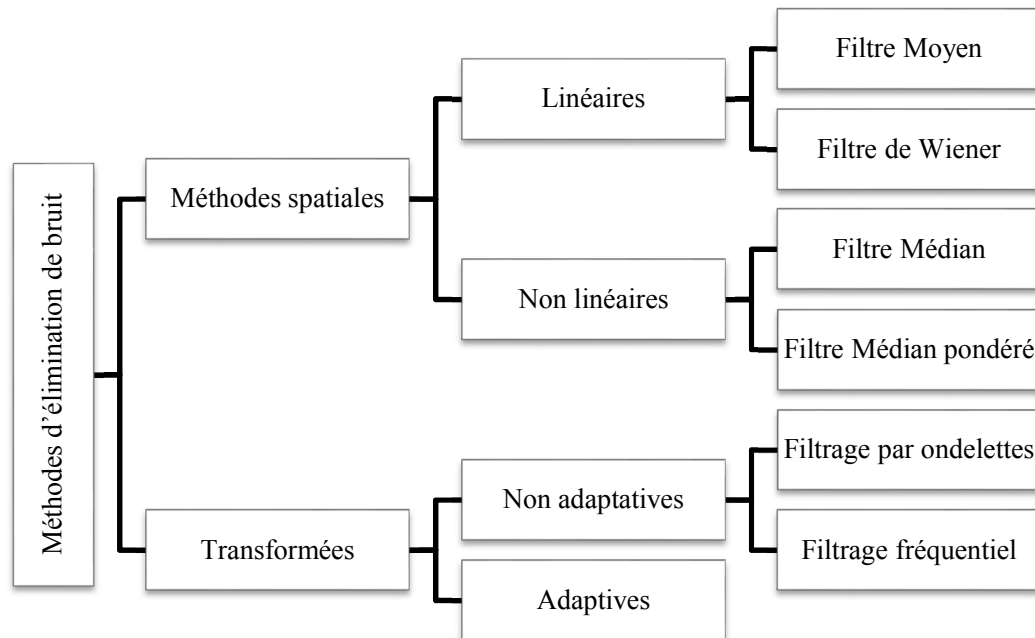 Méthodes d’élimination de bruit
Méthodes spatiales
Linéaires
Filtre Moyen
Filtre de Wiener
Non linéaires
Filtre Médian
Filtre Médian pondéré
Transformées
Non adaptatives
Filtrage par ondelettes
Filtrage fréquentiel
Adaptives